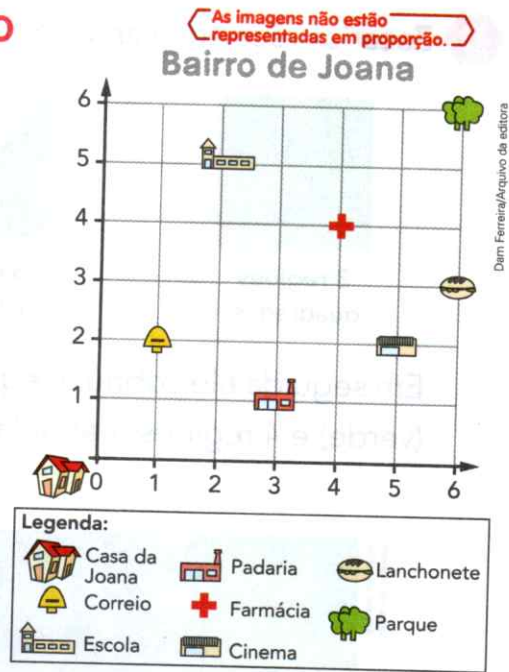 o
As imagens não estão
representadas em proporção.
Bairro de Joana
6
5
4
3
2
1
0 1 2 3 4 5 6
Dam Ferreira/Arquivo da editora
Legenda:
Casa da
Joana
Padaria
Lanchonete
Correio
Farmácia
Parque
Escola
Cinema